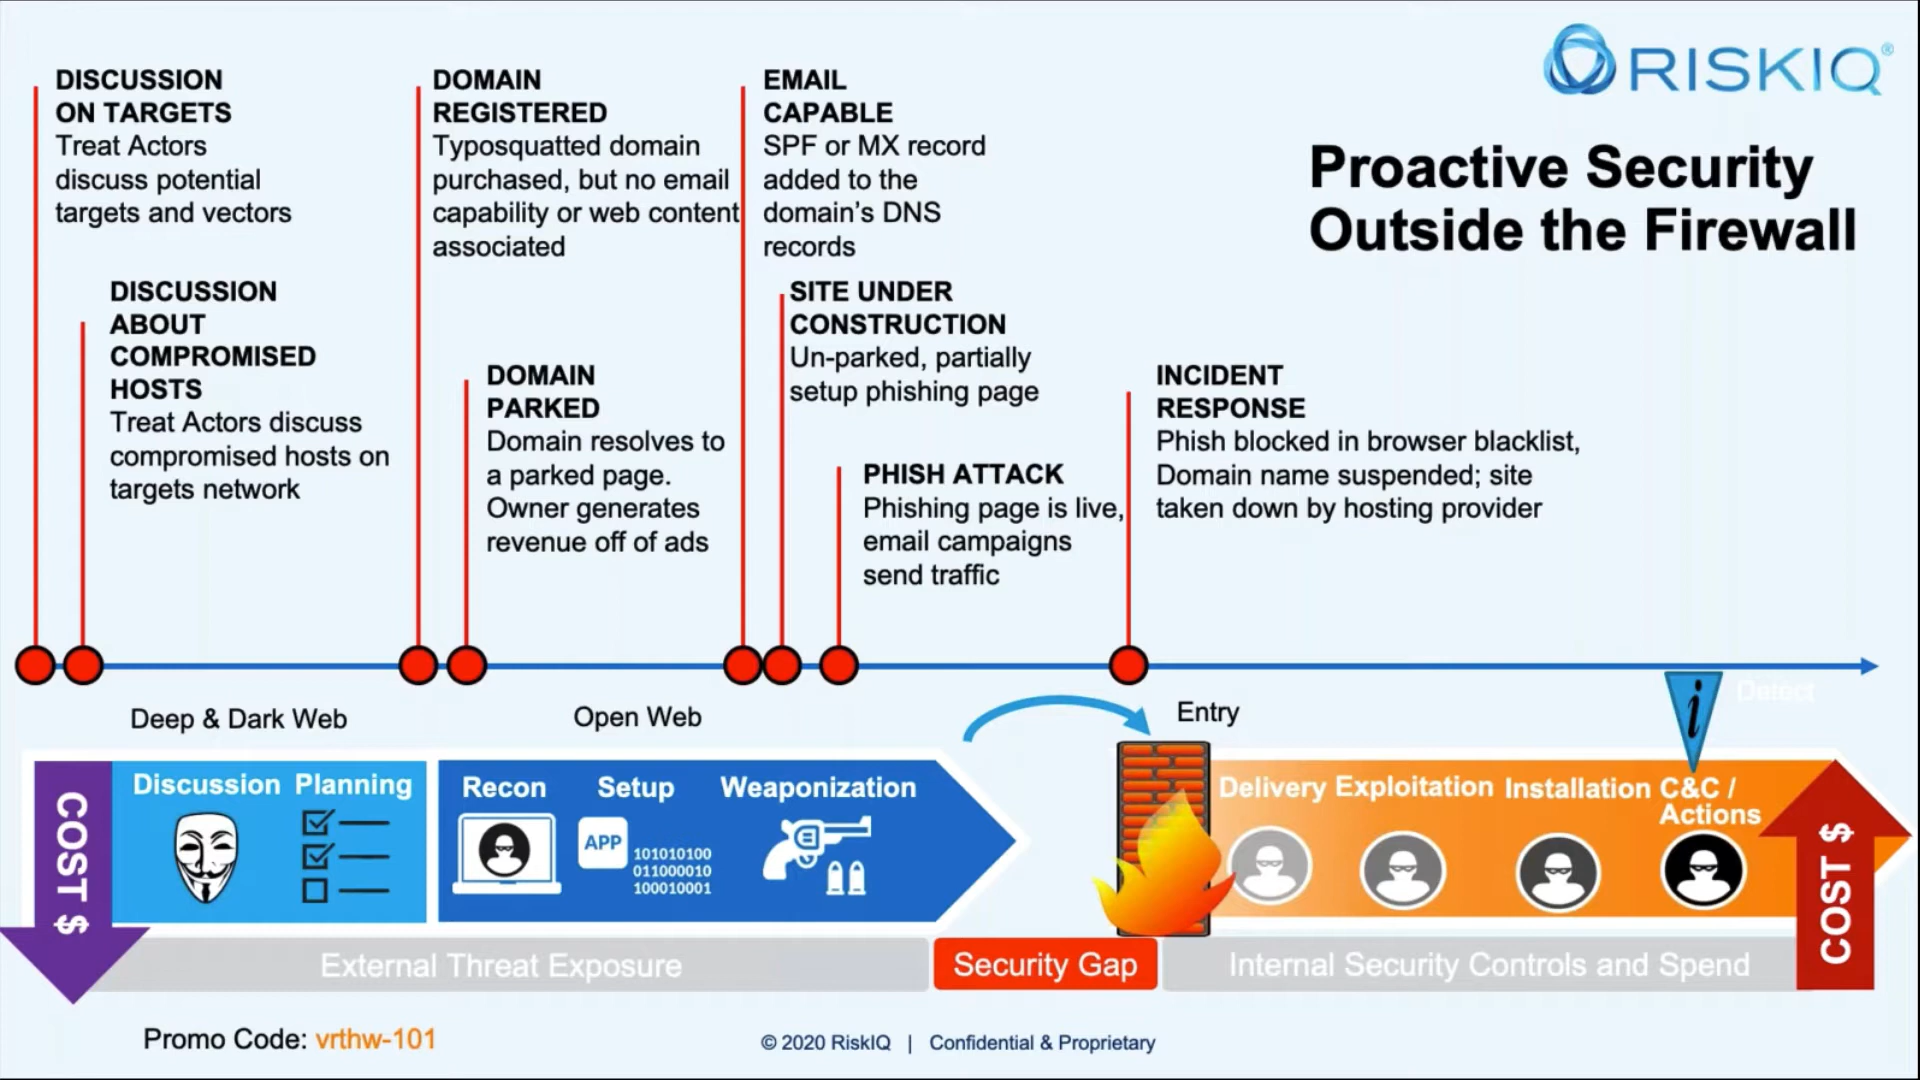 RISKIQ®
Proactive Security
Outside the Firewall
DISCUSSION
ON TARGETS
Treat Actors
discuss potential
targets and vectors
DISCUSSION
ABOUT
COMPROMISED
HOSTS
Treat Actors discuss
compromised hosts on
targets network
DOMAIN
REGISTERED
Typosquatted domain
purchased, but no email
capability or web content
associated
DOMAIN
PARKED
Domain resolves to
a parked page.
Owner generates
revenue off of ads
EMAIL
CAPABLE
SPF or MX record
added to the
domain’s DNS
records
SITE UNDER
CONSTRUCTION
Un-parked, partially
setup phishing page
PHISH ATTACK
Phishing page is live,
email campaigns
send traffic
INCIDENT
RESPONSE
Phish blocked in browser blacklist,
Domain name suspended; site
taken down by hosting provider
Deep & Dark Web
Open Web
Entry
i
Detect
COST $
Discussion
Planning
Recon
Setup
Weaponization
APP
101010100
011000010
100010001
Delivery
Exploitation
Installation
C&C /
Actions
COST $
External Threat Exposure
Security Gap
Internal Security Controls and Spend
Promo Code: vrthw-101
© 2020 RiskIQ | Confidential & Proprietary